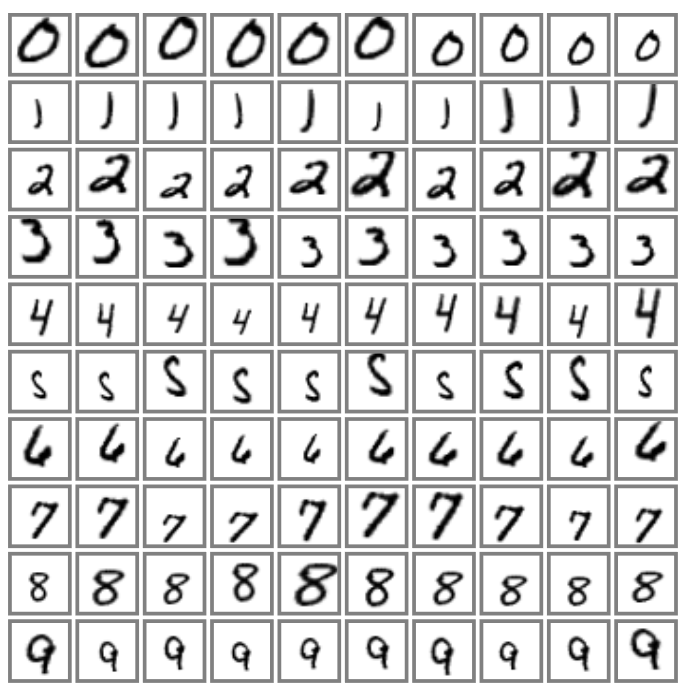 0 0 0 0 0 0 0 0 0 0
1 1 1 1 1 1 1 1 1 1
2 2 2 2 2 2 2 2 2 2
3 3 3 3 3 3 3 3 3 3
4 4 4 4 4 4 4 4 4 4
5 5 5 5 5 5 5 5 5 5
6 6 6 6 6 6 6 6 6 6
7 7 7 7 7 7 7 7 7 7
8 8 8 8 8 8 8 8 8 8
9 9 9 9 9 9 9 9 9 9